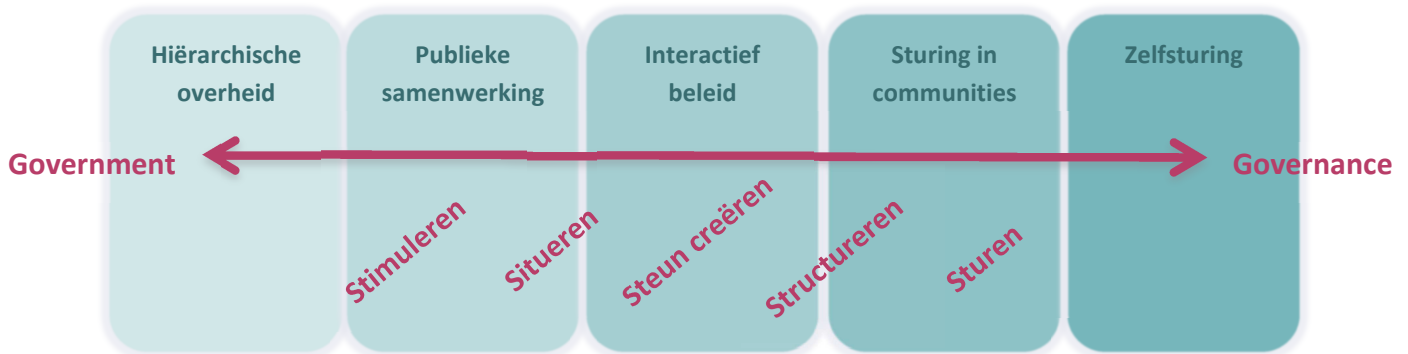 Hiërarchische
overheid
Publieke
samenwerking
Interactief
beleid
Sturing in
communities
Zelfsturing
Government
Governance
Stimuleren
Situeren
Steun creëren
Structureren
Sturen